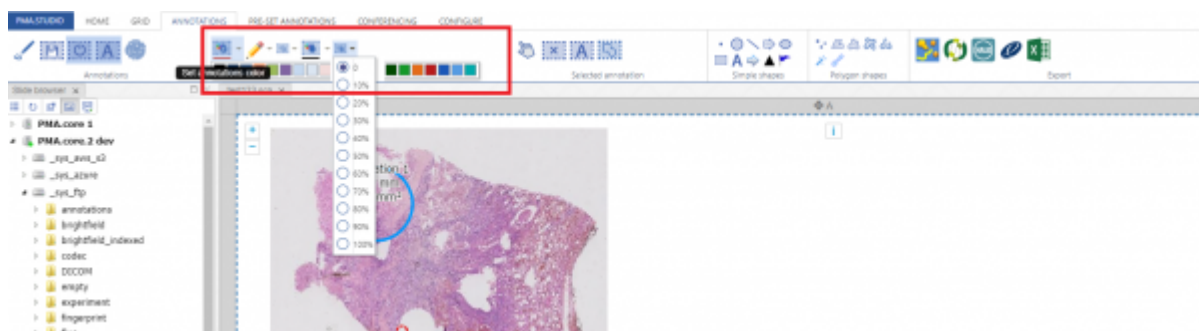 PMA.STUDIO HOME GRID ANNOTATIONS PRE-SET ANNOTATIONS CONFERENCING CONFIGURE
Annotations
Set annotations color
Selected annotation
Simple shapes
Polygon shapes
Export
Slide browser
A
0
10%
20%
30%
40%
50%
60%
70%
80%
90%
100%
PMA.core 1
PMA.core.2 dev
_sys_aws_s3
_sys_azure
_sys_ftp
annotations
brightfield
brightfield_indexed
codec
DICOM
empty
experiment
fingerprint